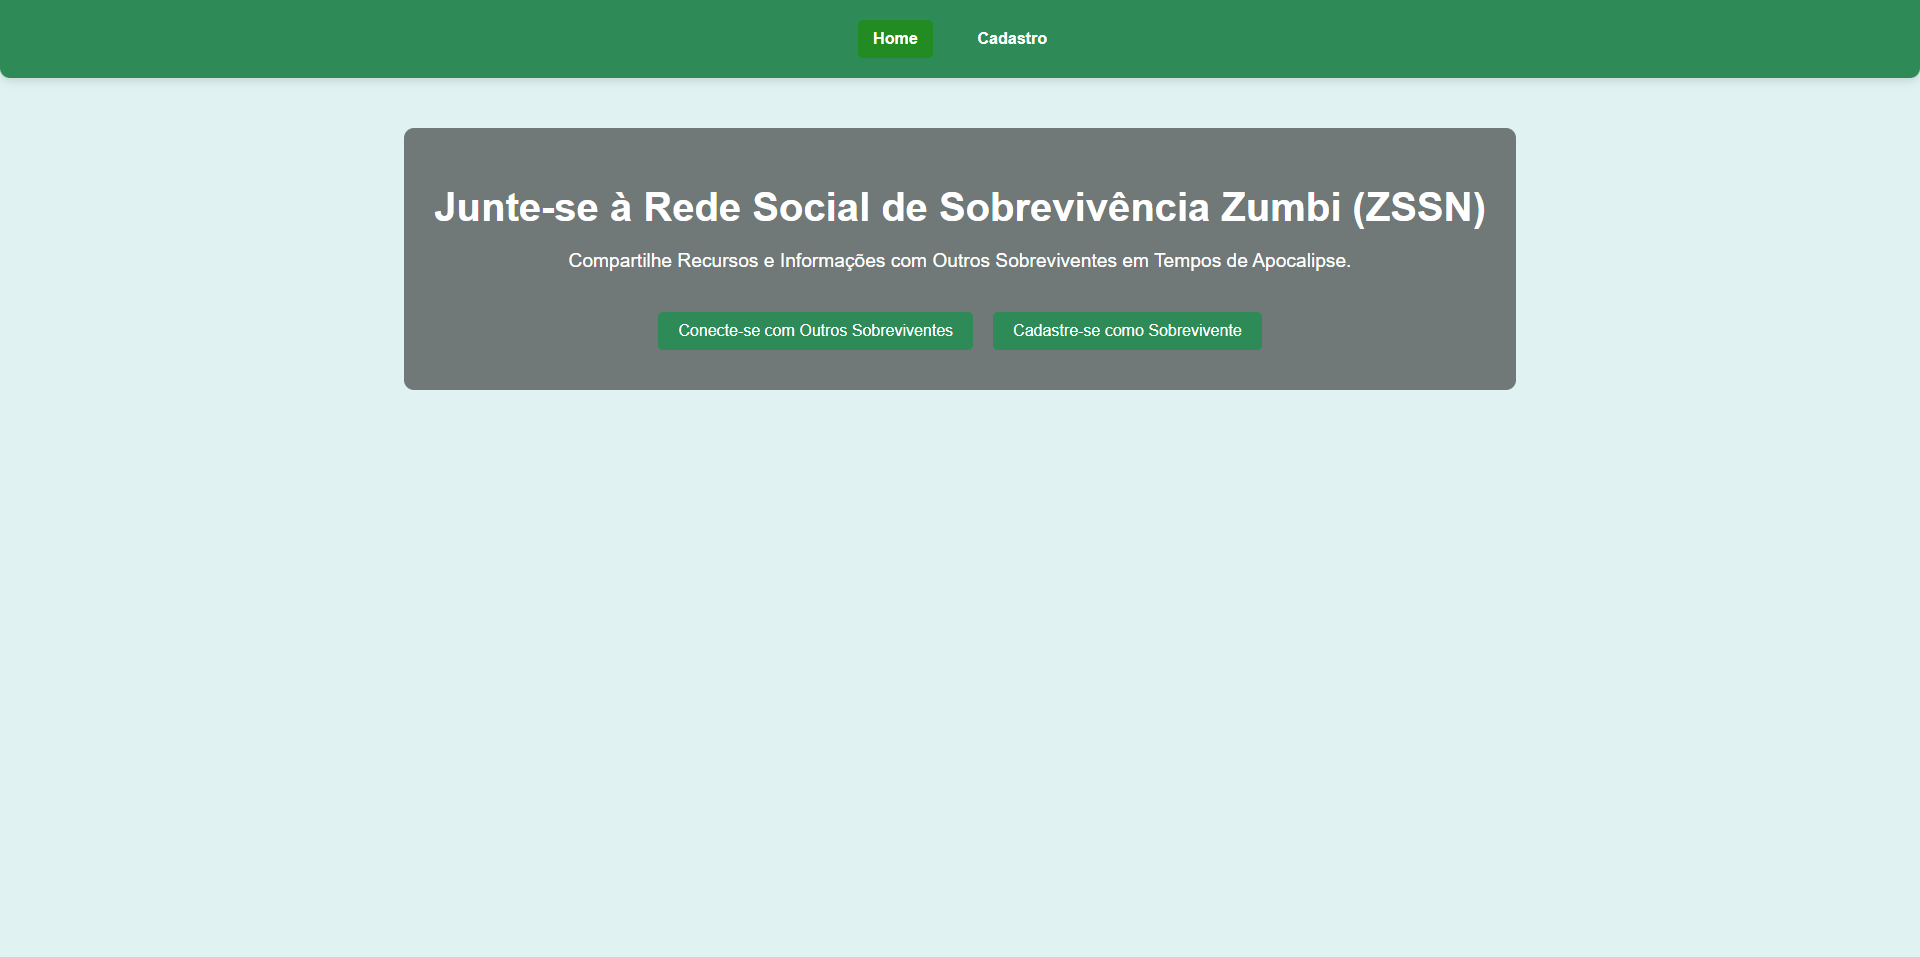 Home Cadastro
Junte-se à Rede Social de Sobrevivência Zumbi (ZSSN)
Compartilhe Recursos e Informações com Outros Sobreviventes em Tempos de Apocalipse.
Conecte-se com Outros Sobreviventes Cadastre-se como Sobrevivente